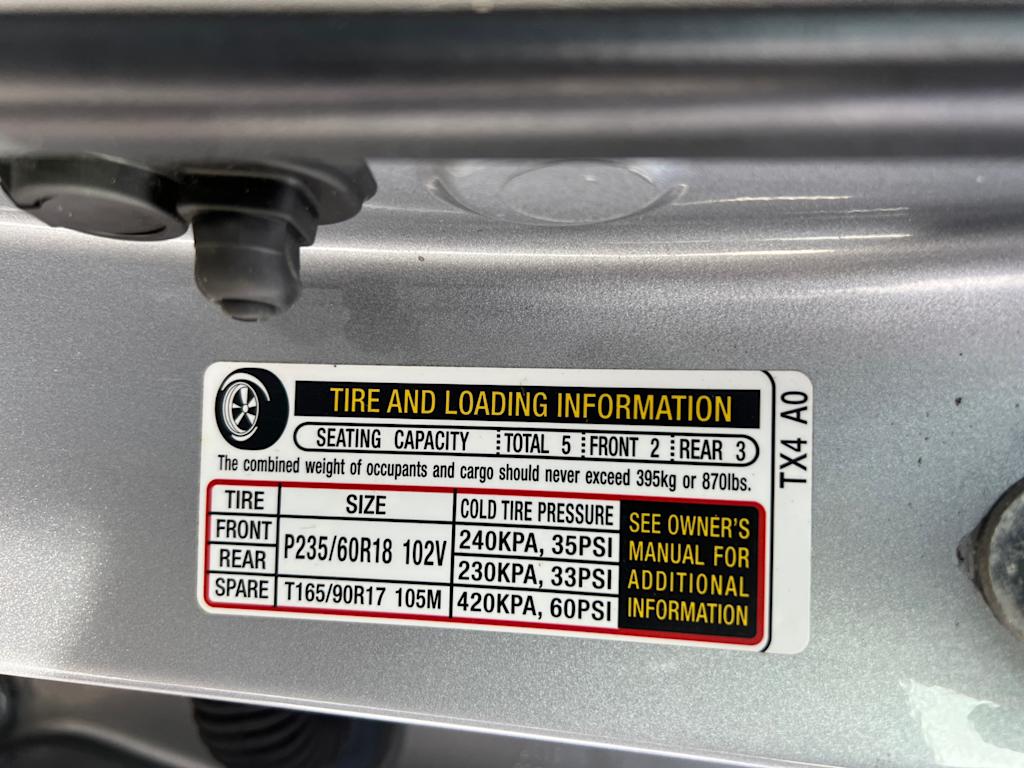 TIRE AND LOADING INFORMATION
SEATING CAPACITY TOTAL 5 FRONT 2 REAR 3
The combined weight of occupants and cargo should never exceed 395kg or 870lbs.
TIRE SIZE COLD TIRE PRESSURE
FRONT P235/60R18 102V 240KPA, 35PSI
REAR 230KPA, 33PSI
SPARE T165/90R17 105M 420KPA, 60PSI
SEE OWNER'S
MANUAL FOR
ADDITIONAL
INFORMATION
TX4 A0